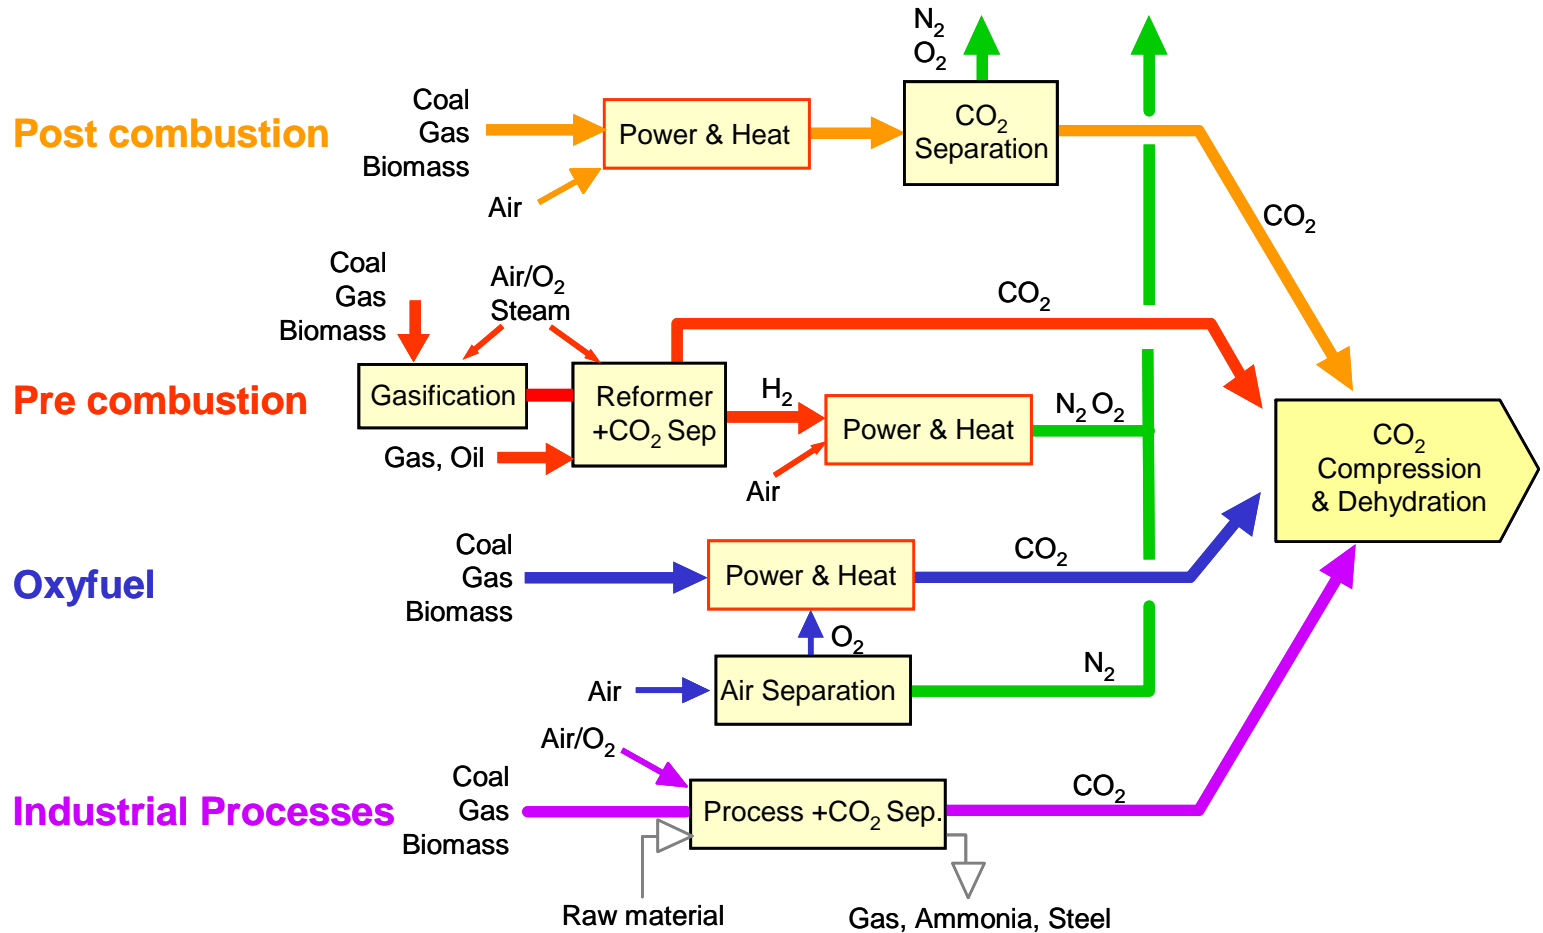 N₂
O₂
Post combustion
Coal
Gas
Biomass
Air
Power & Heat
CO₂
Separation
CO₂
Pre combustion
Coal
Gas
Biomass
Air/O₂
Steam
Gasification
Gas, Oil
Reformer
+CO₂ Sep
CO₂
H₂
Air
Power & Heat
N₂ O₂
CO₂
Compression
& Dehydration
Oxyfuel
Coal
Gas
Biomass
Power & Heat
CO₂
O₂
Air
Air Separation
N₂
Industrial Processes
Air/O₂
Coal
Gas
Biomass
Process +CO₂ Sep.
CO₂
Raw material
Gas, Ammonia, Steel